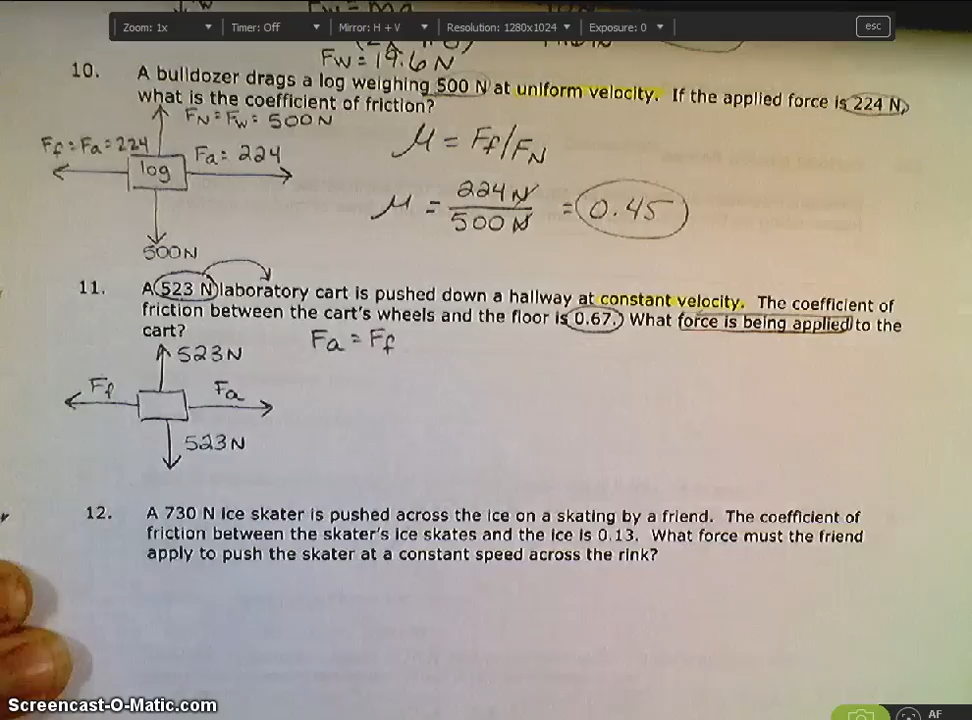 Zoom: 1x Timer: Off Mirror: H + V Resolution: 1280x1024 Exposure: 0 esc
Fw = 19.6 N
10. A bulldozer drags a log weighing 500 N at uniform velocity. If the applied force is 224 N,
what is the coefficient of friction?
FN = Fw = 500 N
Ff = Fa = 224
Fa = 224
log
500N
μ = Ff/FN
μ = 224 N / 500 N = 0.45
11. A 523 N laboratory cart is pushed down a hallway at constant velocity. The coefficient of
friction between the cart's wheels and the floor is 0.67. What force is being applied to the
cart?
Fa = Ff
523N
Ff
Fa
523N
12. A 730 N ice skater is pushed across the ice on a skating by a friend. The coefficient of
friction between the skater's ice skates and the ice is 0.13. What force must the friend
apply to push the skater at a constant speed across the rink?
Screencast-O-Matic.com
AF